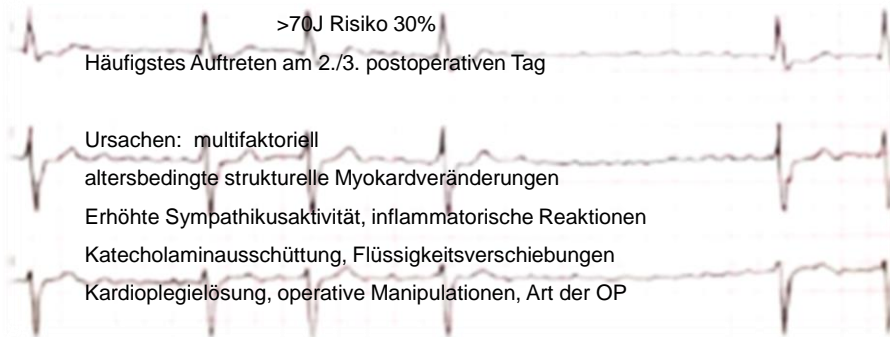 >70J Risiko 30%
Häufigstes Auftreten am 2./3. postoperativen Tag
Ursachen: multifaktoriell
altersbedingte strukturelle Myokardveränderungen
Erhöhte Sympathikusaktivität, inflammatorische Reaktionen
Katecholaminausschüttung, Flüssigkeitsverschiebungen
Kardioplegielösung, operative Manipulationen, Art der OP